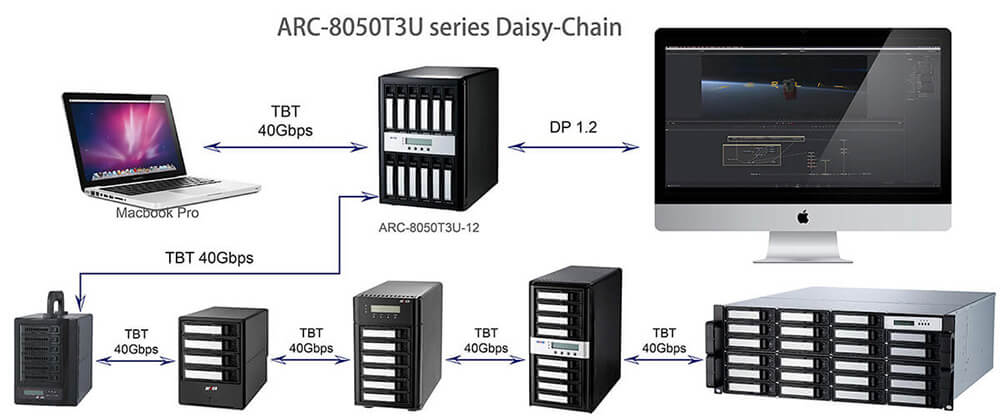 ARC-8050T3U series Daisy-Chain
TBT
40Gbps
DP 1.2
Macbook Pro
ARC-8050T3U-12
TBT 40Gbps
TBT
40Gbps
TBT
40Gbps
TBT
40Gbps
TBT
40Gbps